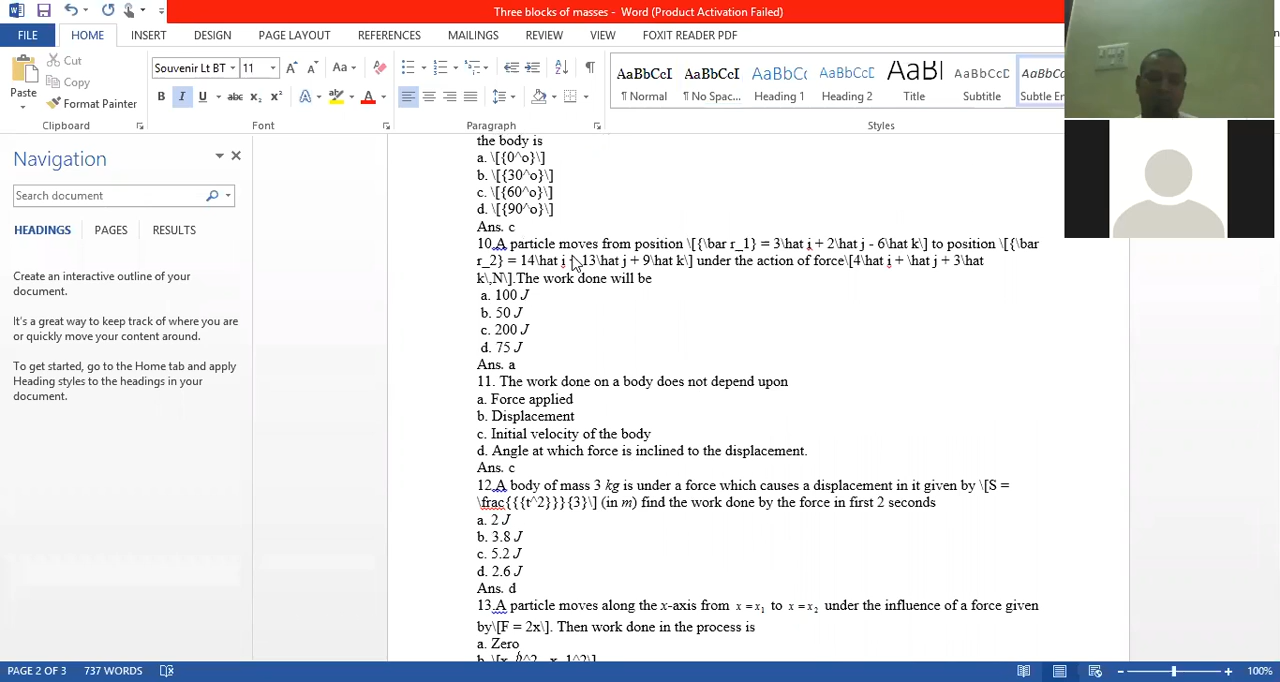 Three blocks of masses - Word (Product Activation Failed)
FILE HOME INSERT DESIGN PAGE LAYOUT REFERENCES MAILINGS REVIEW VIEW FOXIT READER PDF
Cut
Copy
Paste
Format Painter
Souvenir Lt BT 11
AaBbCcI AaBbCcI AaBbCc AaBbCcI AaBI AaBbCcI AaBbCc
¶ Normal ¶ No Spac... Heading 1 Heading 2 Title Subtitle Subtle En
Clipboard Font Paragraph Styles
Navigation
Search document
HEADINGS PAGES RESULTS
Create an interactive outline of your
document.
It's a great way to keep track of where you are
or quickly move your content around.
To get started, go to the Home tab and apply
Heading styles to the headings in your
document.
the body is
a. \[{0^o}\]
b. \[{30^o}\]
c. \[{60^o}\]
d. \[{90^o}\]
Ans. c
10.A particle moves from position \[{\bar r_1} = 3\hat i + 2\hat j - 6\hat k\] to position \[{\bar
r_2} = 14\hat i + 13\hat j + 9\hat k\] under the action of force\[4\hat i + \hat j + 3\hat
k\,N\].The work done will be
a. 100 J
b. 50 J
c. 200 J
d. 75 J
Ans. a
11. The work done on a body does not depend upon
a. Force applied
b. Displacement
c. Initial velocity of the body
d. Angle at which force is inclined to the displacement.
Ans. c
12.A body of mass 3 kg is under a force which causes a displacement in it given by \[S =
\frac{{{t^2}}}{3}\] (in m) find the work done by the force in first 2 seconds
a. 2 J
b. 3.8 J
c. 5.2 J
d. 2.6 J
Ans. d
13.A particle moves along the x-axis from x = x₁ to x = x₂ under the influence of a force given
by\[F = 2x\]. Then work done in the process is
a. Zero
PAGE 2 OF 3 737 WORDS 100%